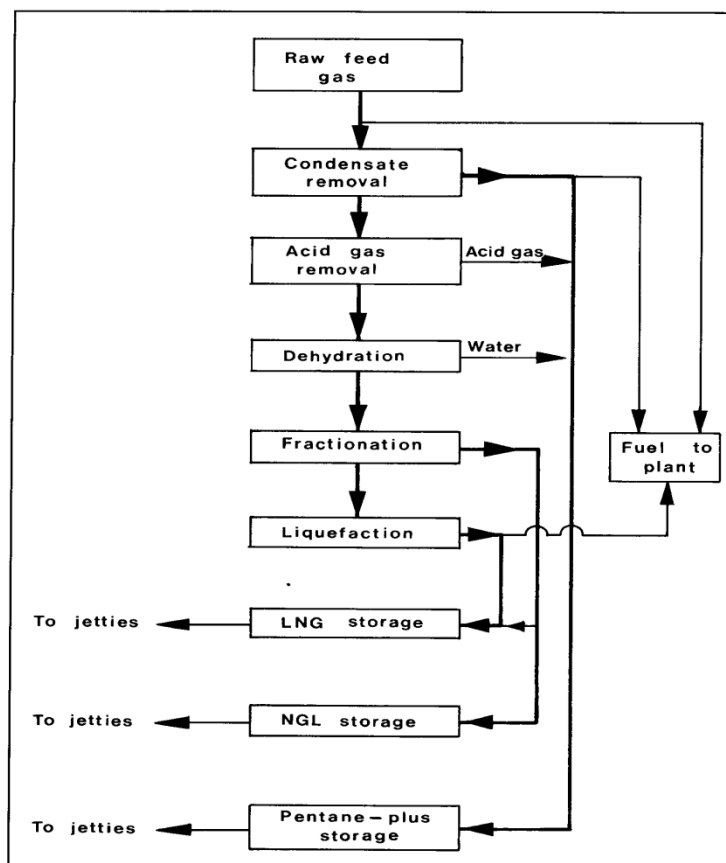 Raw feed
gas
Condensate
removal
Acid gas
removal
Acid gas
Dehydration
Water
Fractionation
Fuel to
plant
Liquefaction
To jetties
LNG storage
To jetties
NGL storage
To jetties
Pentane-plus
storage